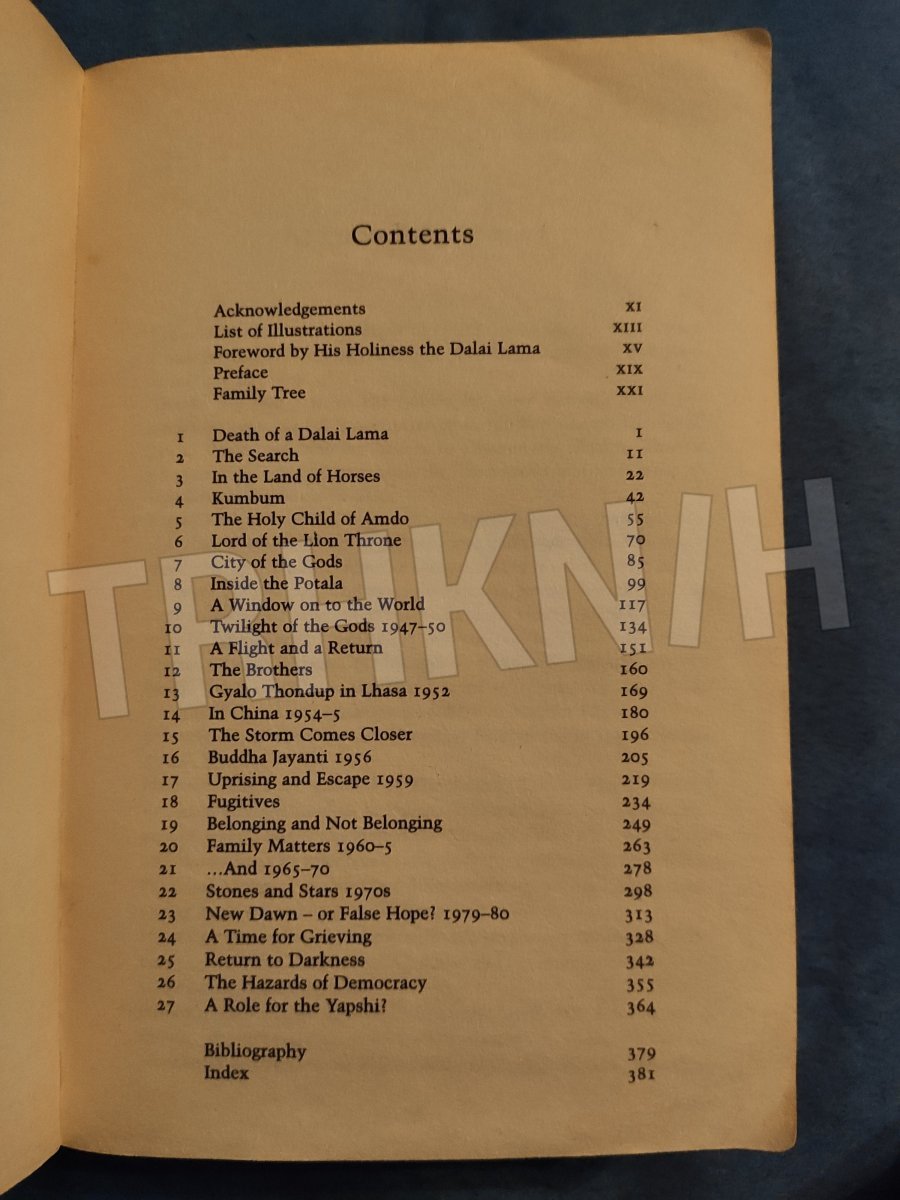 Contents
Acknowledgements XI
List of Illustrations XIII
Foreword by His Holiness the Dalai Lama XV
Preface XIX
Family Tree XXI
1 Death of a Dalai Lama 1
2 The Search 11
3 In the Land of Horses 22
4 Kumbum 42
5 The Holy Child of Amdo 55
6 Lord of the Lion Throne 70
7 City of the Gods 85
8 Inside the Potala 99
9 A Window on to the World 117
10 Twilight of the Gods 1947–50 134
11 A Flight and a Return 151
12 The Brothers 160
13 Gyalo Thondup in Lhasa 1952 169
14 In China 1954–5 180
15 The Storm Comes Closer 196
16 Buddha Jayanti 1956 205
17 Uprising and Escape 1959 219
18 Fugitives 234
19 Belonging and Not Belonging 249
20 Family Matters 1960–5 263
21 ...And 1965–70 278
22 Stones and Stars 1970s 298
23 New Dawn – or False Hope? 1979–80 313
24 A Time for Grieving 328
25 Return to Darkness 342
26 The Hazards of Democracy 355
27 A Role for the Yapshi? 364
Bibliography 379
Index 381
TRHKNIH